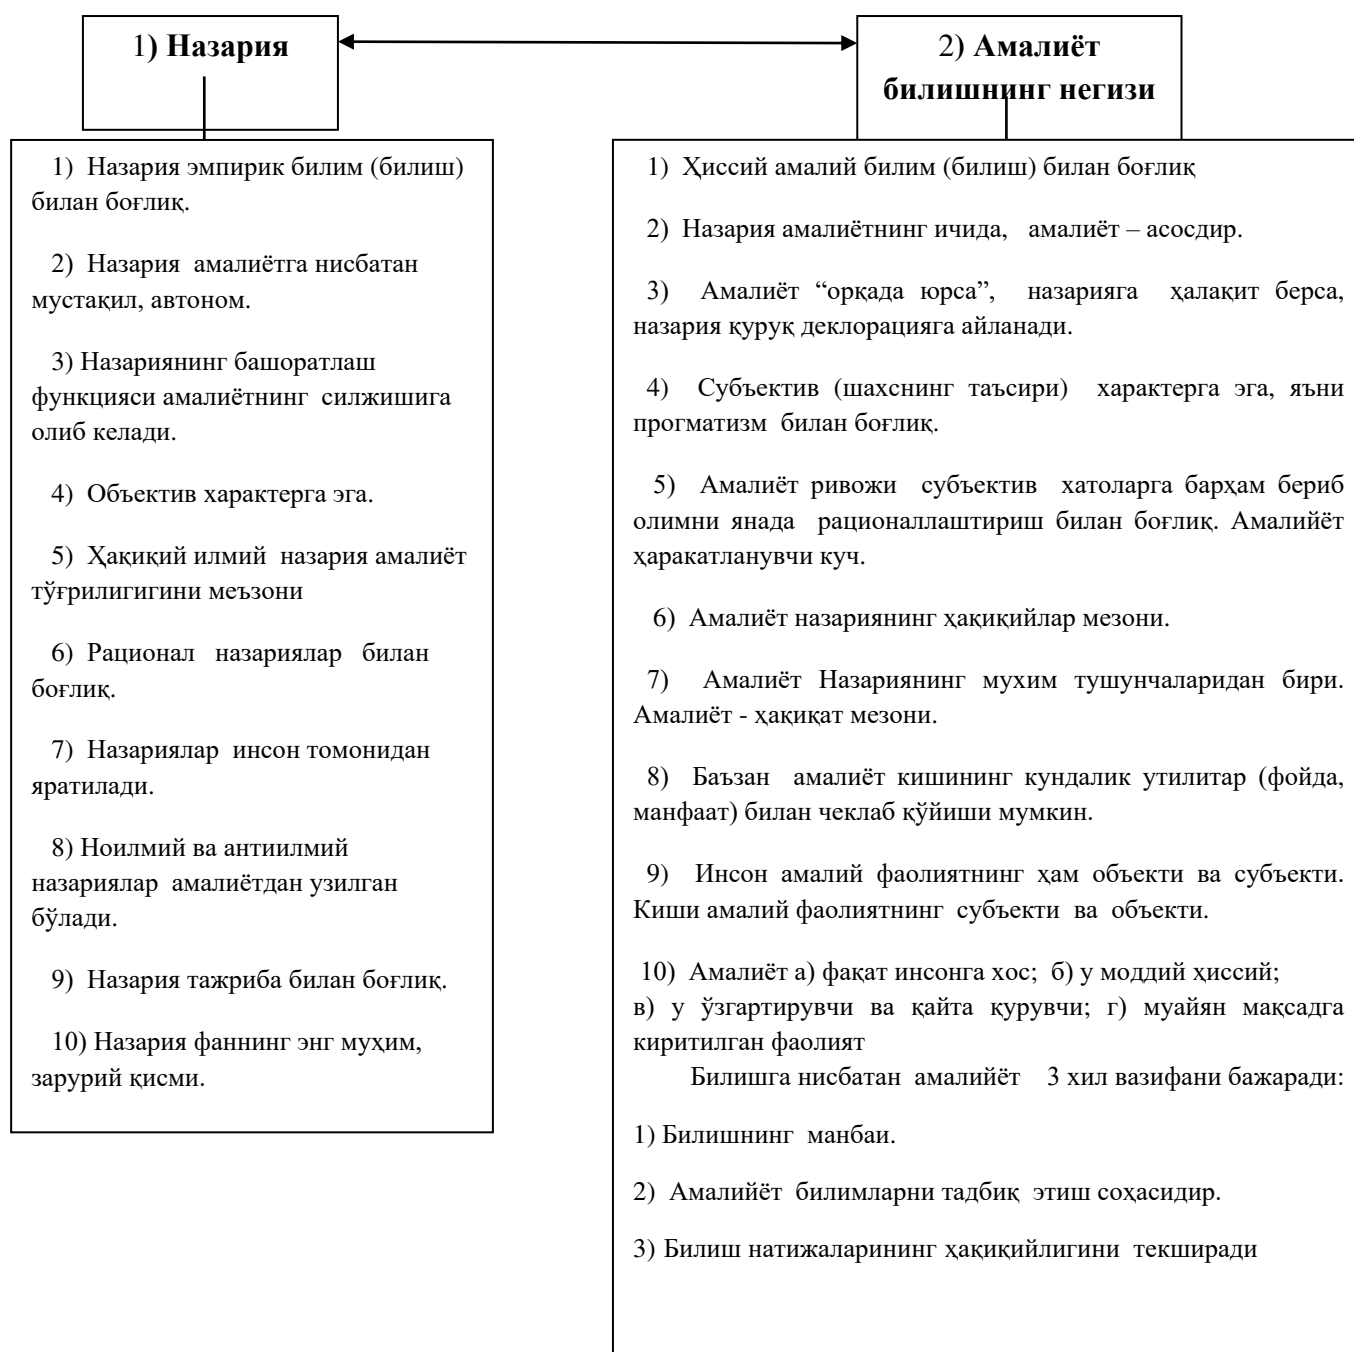 1) Назария
2) Амалиёт
билишнинг негизи
1) Назария эмпирик билим (билиш)
билан боғлиқ.
2) Назария амалиётга нисбатан
мустақил, автоном.
3) Назариянинг башоратлаш
функцияси амалиётнинг силжишига
олиб келади.
4) Объектив характерга эга.
5) Ҳақиқий илмий назария амалиёт
тўғрилигигини меъзони
6) Рационал назариялар билан
боғлиқ.
7) Назариялар инсон томонидан
яратилади.
8) Ноилмий ва антиилмий
назариялар амалиётдан узилган
бўлади.
9) Назария тажриба билан боғлиқ.
10) Назария фаннинг энг муҳим,
зарурий қисми.
1) Ҳиссий амалий билим (билиш) билан боғлиқ
2) Назария амалиётнинг ичида, амалиёт – асосдир.
3) Амалиёт “орқада юрса”, назарияга ҳалақит берса,
назария қуруқ деклорацияга айланади.
4) Субъектив (шахснинг таъсири) характерга эга, яъни
прогматизм билан боғлиқ.
5) Амалиёт ривожи субъектив хатоларга барҳам бериб
олимни янада рационаллаштириш билан боғлиқ. Амалийёт
ҳаракатланувчи куч.
6) Амалиёт назариянинг ҳақиқийлар мезони.
7) Амалиёт Назариянинг мухим тушунчаларидан бири.
Амалиёт - ҳақиқат мезони.
8) Баъзан амалиёт кишининг кундалик утилитар (фойда,
манфаат) билан чеклаб қўйиши мумкин.
9) Инсон амалий фаолиятнинг ҳам объекти ва субъекти.
Киши амалий фаолиятнинг субъекти ва объекти.
10) Амалиёт а) фақат инсонга хос; б) у моддий ҳиссий;
в) у ўзгартирувчи ва қайта қурувчи; г) муайян мақсадга
киритилган фаолият
Билишга нисбатан амалийёт 3 хил вазифани бажаради:
1) Билишнинг манбаи.
2) Амалийёт билимларни тадбиқ этиш соҳасидир.
3) Билиш натижаларининг ҳақиқийлигини текширади